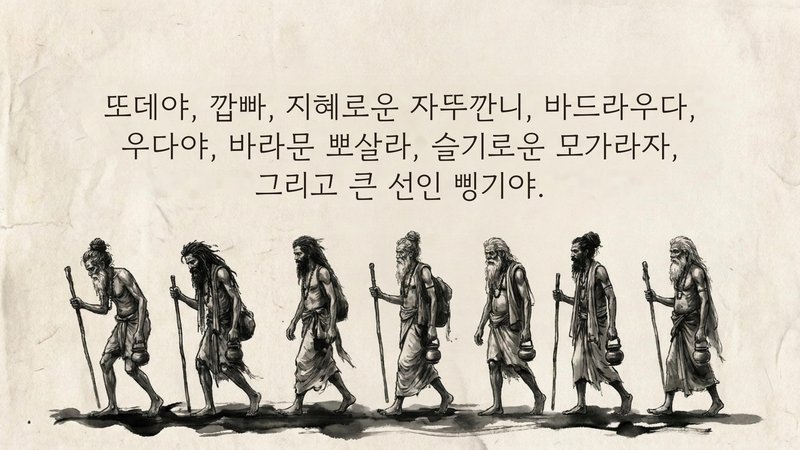 또데야, 깝빠, 지혜로운 자뚜깐니, 바드라우다,
우다야, 바라문 뽀살라, 슬기로운 모가라자,
그리고 큰 선인 삥기야.